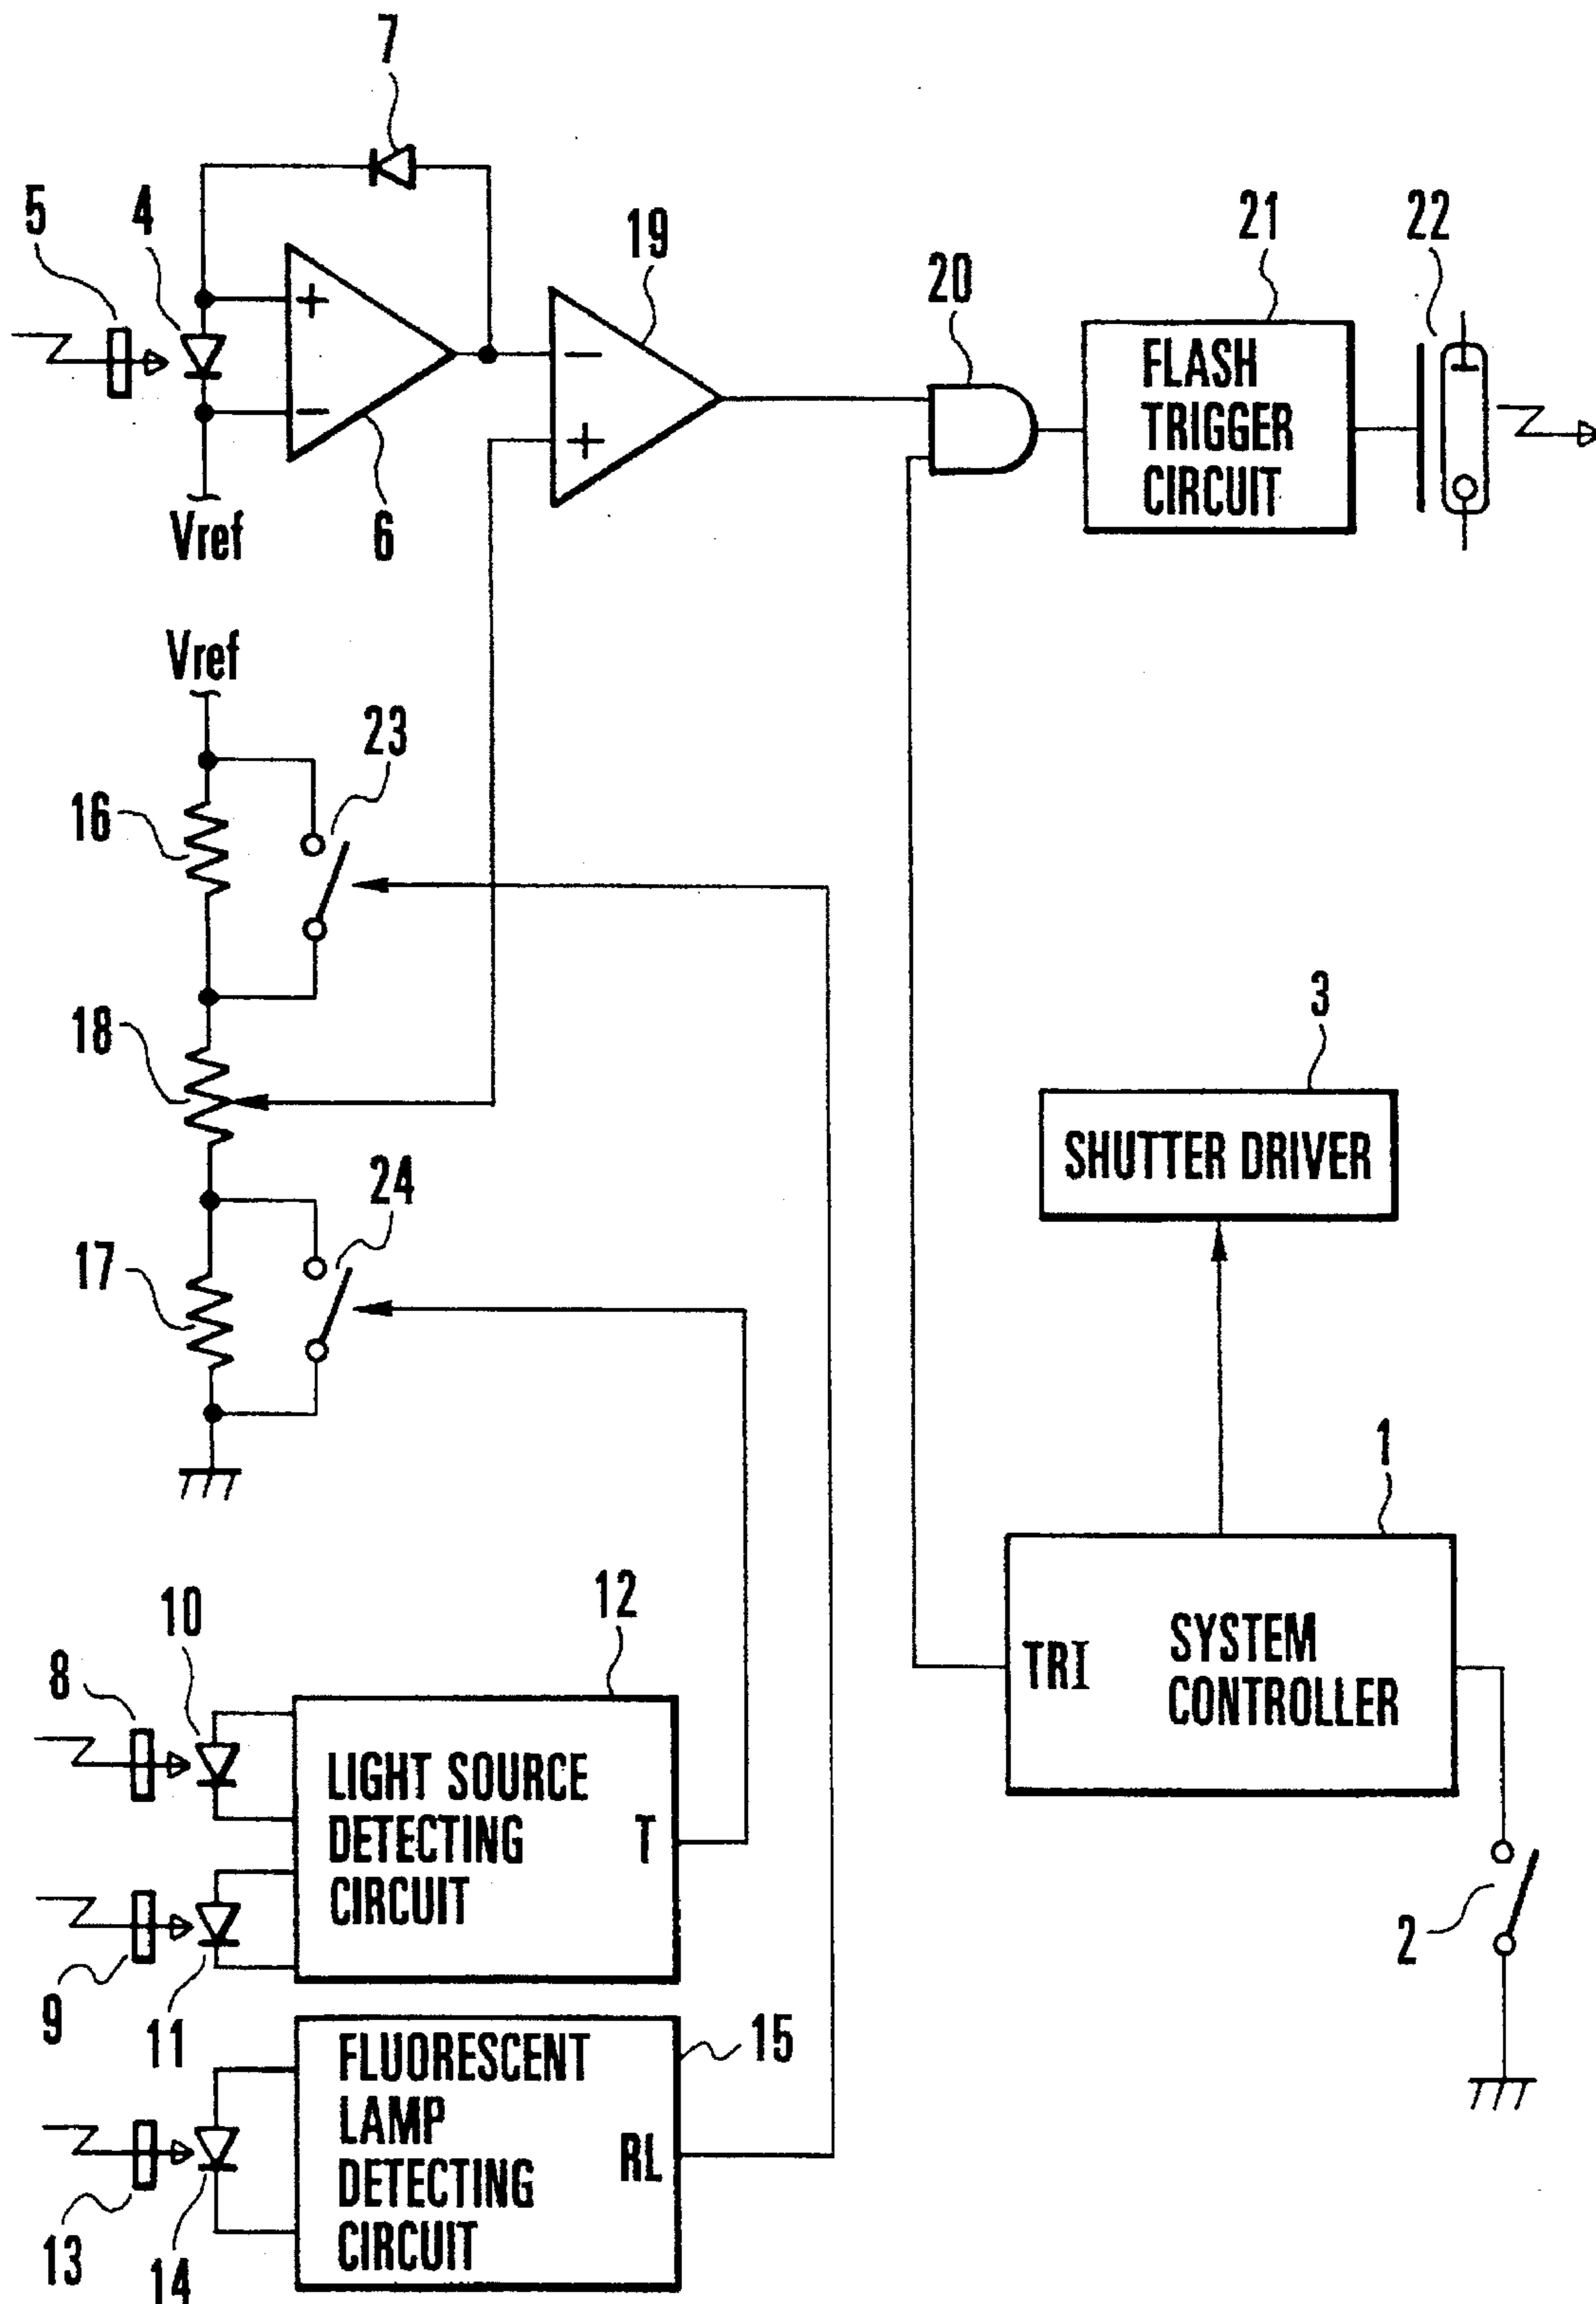 7
5
4
19
20
21
22
+
−
−
+
FLASH
TRIGGER
CIRCUIT
Vref
6
Vref
23
16
18
3
SHUTTER DRIVER
24
17
1
12
10
8
TRI
SYSTEM
CONTROLLER
LIGHT SOURCE
DETECTING
CIRCUIT
T
2
9
11
15
FLUORESCENT
LAMP
DETECTING
CIRCUIT
RL
13
14